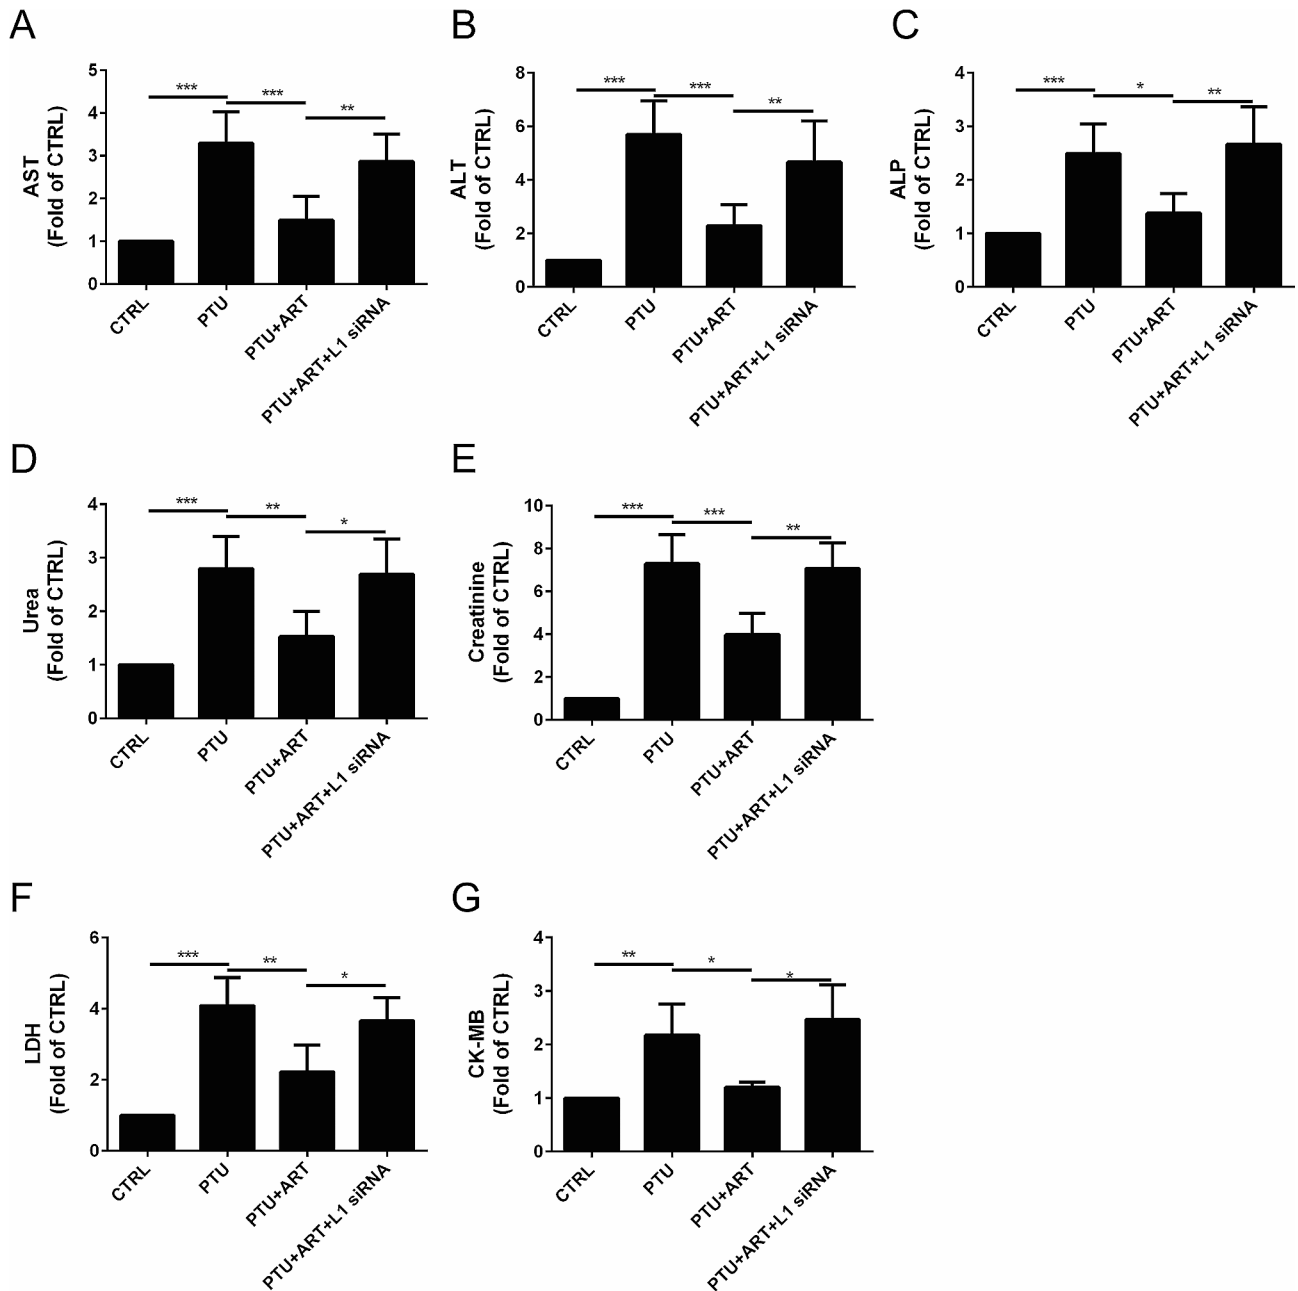 A
AST
(Fold of CTRL)
5
4
3
2
1
0
***
***
**
CTRL
PTU
PTU+ART
PTU+ART+L1 siRNA
B
ALT
(Fold of CTRL)
8
6
4
2
0
***
***
**
CTRL
PTU
PTU+ART
PTU+ART+L1 siRNA
C
ALP
(Fold of CTRL)
4
3
2
1
0
***
*
**
CTRL
PTU
PTU+ART
PTU+ART+L1 siRNA
D
Urea
(Fold of CTRL)
4
3
2
1
0
***
**
*
CTRL
PTU
PTU+ART
PTU+ART+L1 siRNA
E
Creatinine
(Fold of CTRL)
10
8
6
4
2
0
***
***
**
CTRL
PTU
PTU+ART
PTU+ART+L1 siRNA
F
LDH
(Fold of CTRL)
6
4
2
0
***
**
*
CTRL
PTU
PTU+ART
PTU+ART+L1 siRNA
G
CK-MB
(Fold of CTRL)
4
3
2
1
0
**
*
*
CTRL
PTU
PTU+ART
PTU+ART+L1 siRNA